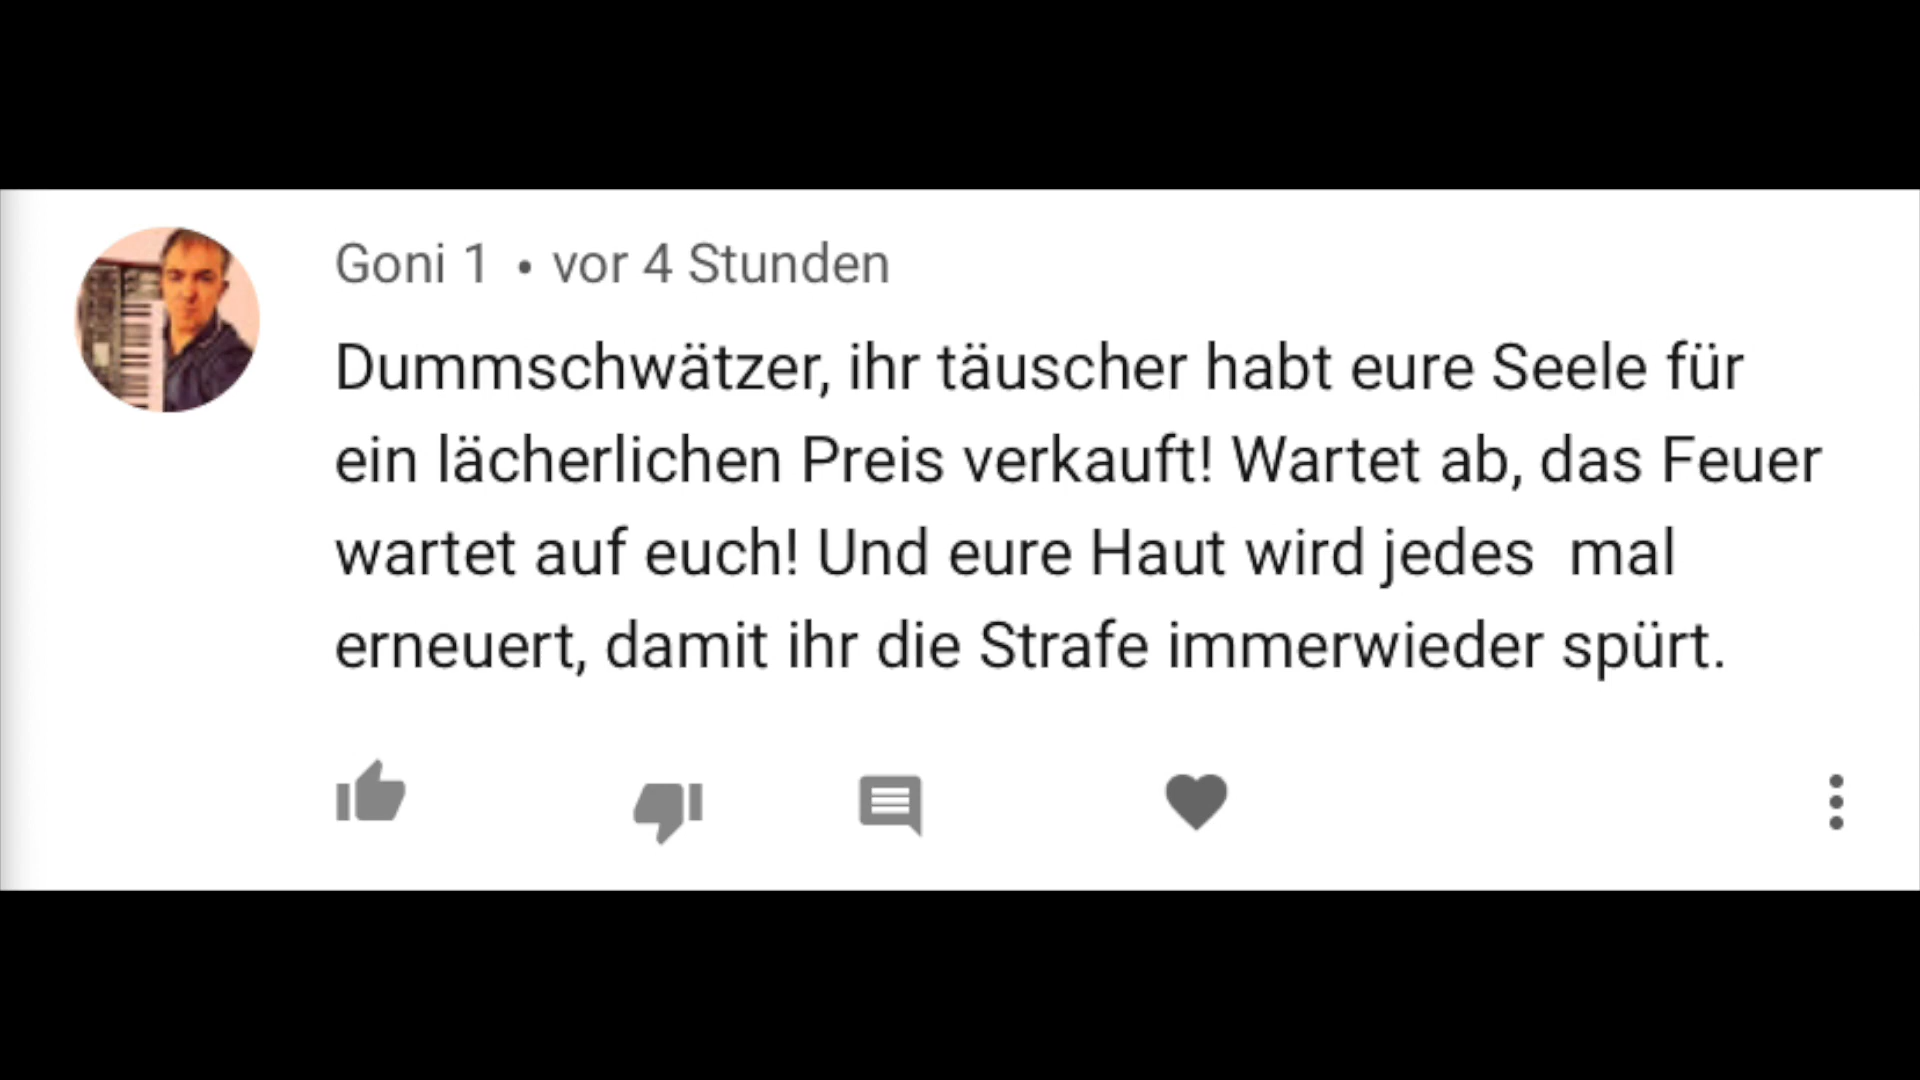 Goni 1 • vor 4 Stunden
Dummschwätzer, ihr täuscher habt eure Seele für
ein lächerlichen Preis verkauft! Wartet ab, das Feuer
wartet auf euch! Und eure Haut wird jedes  mal
erneuert, damit ihr die Strafe immerwieder spürt.